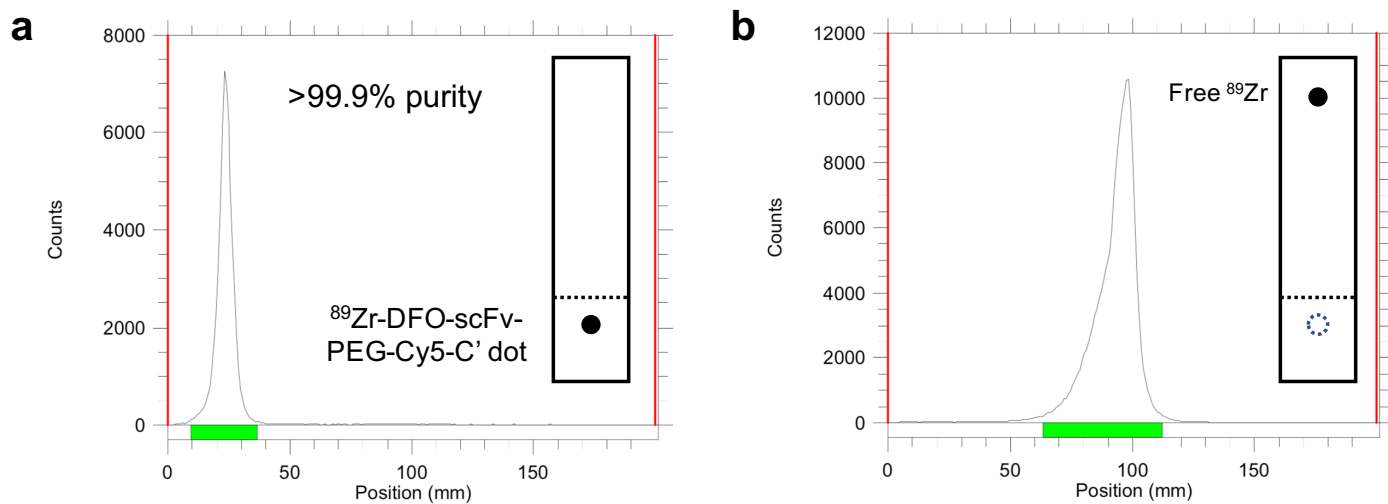 a
8000
6000
4000
2000
0
Counts
>99.9% purity
⁸⁹Zr-DFO-scFv-
PEG-Cy5-C’ dot
0 50 100 150
Position (mm)
b
12000
10000
8000
6000
4000
2000
0
Counts
Free ⁸⁹Zr
0 50 100 150
Position (mm)